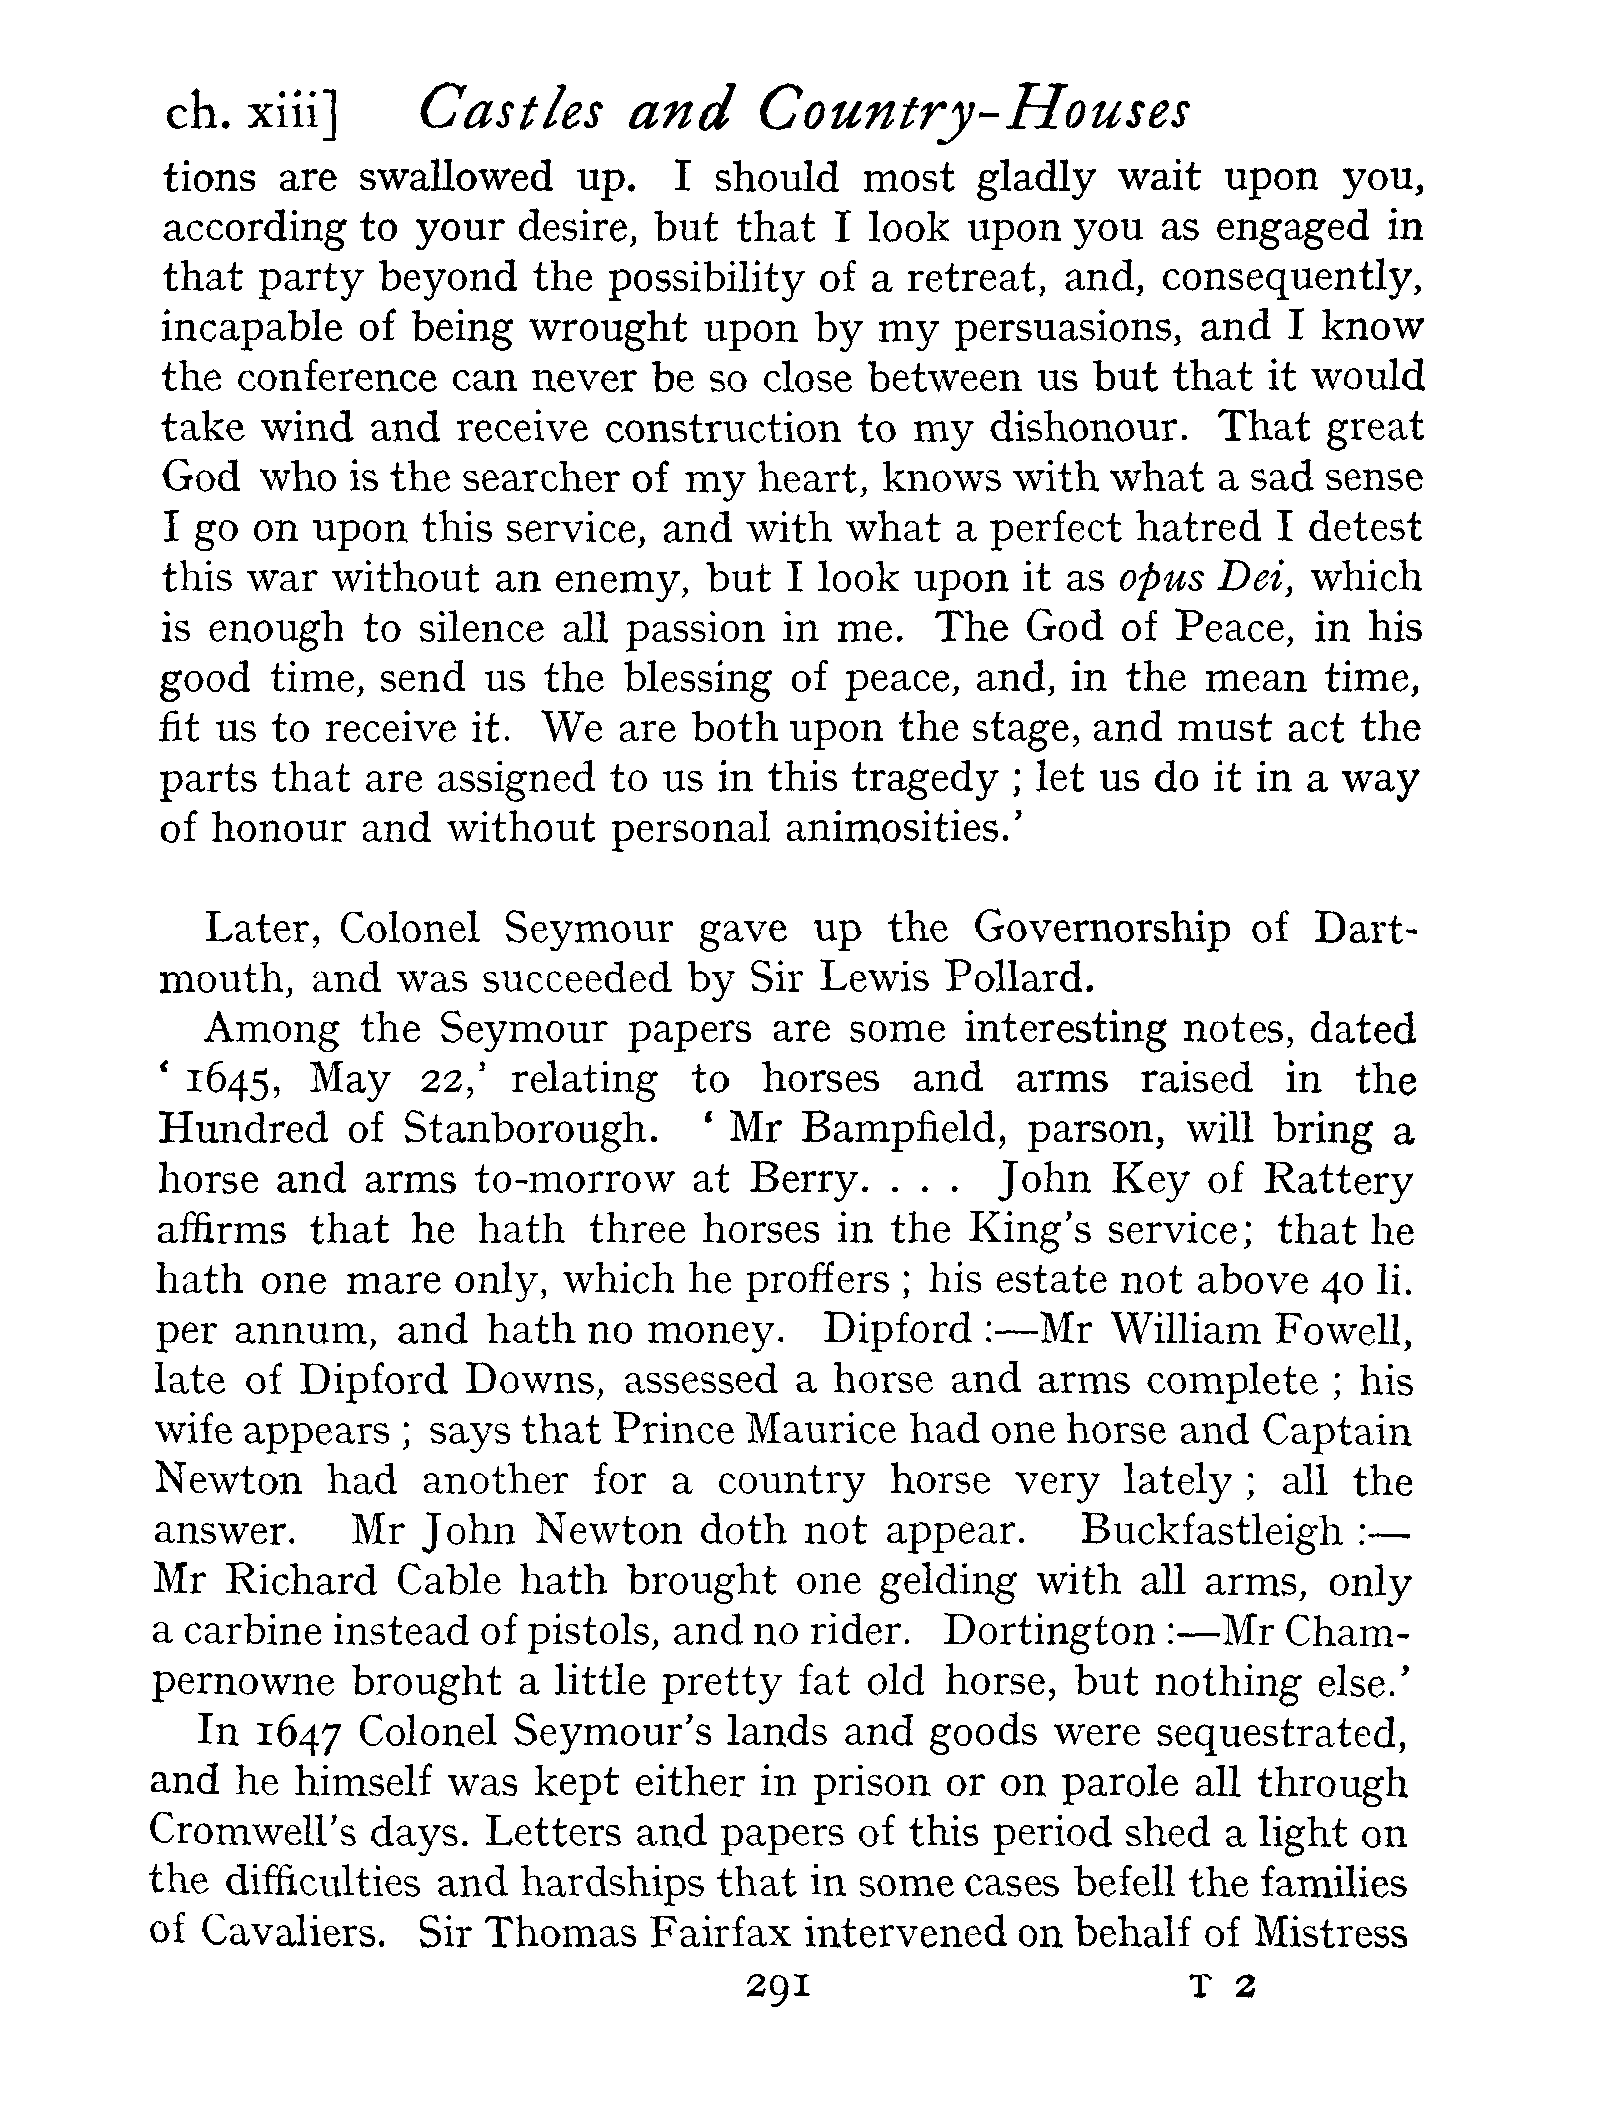 ch. xiii] Castles and Country-Houses
tions are swallowed up. I should most gladly wait upon you,
according to your desire, but that I look upon you as engaged in
that party beyond the possibility of a retreat, and, consequently,
incapable of being wrought upon by my persuasions, and I know
the conference can never be so close between us but that it would
take wind and receive construction to my dishonour. That great
God who is the searcher of my heart, knows with what a sad sense
I go on upon this service, and with what a perfect hatred I detest
this war without an enemy, but I look upon it as opus Dei, which
is enough to silence all passion in me. The God of Peace, in his
good time, send us the blessing of peace, and, in the mean time,
fit us to receive it. We are both upon the stage, and must act the
parts that are assigned to us in this tragedy ; let us do it in a way
of honour and without personal animosities.’
Later, Colonel Seymour gave up the Governorship of Dart-
mouth, and was succeeded by Sir Lewis Pollard.
Among the Seymour papers are some interesting notes, dated
‘ 1645, May 22,’ relating to horses and arms raised in the
Hundred of Stanborough. ‘ Mr Bampfield, parson, will bring a
horse and arms to-morrow at Berry. . . . John Key of Rattery
affirms that he hath three horses in the King’s service; that he
hath one mare only, which he proffers ; his estate not above 40 li.
per annum, and hath no money. Dipford :—Mr William Fowell,
late of Dipford Downs, assessed a horse and arms complete ; his
wife appears ; says that Prince Maurice had one horse and Captain
Newton had another for a country horse very lately ; all the
answer. Mr John Newton doth not appear. Buckfastleigh :—
Mr Richard Cable hath brought one gelding with all arms, only
a carbine instead of pistols, and no rider. Dortington :—Mr Cham-
pernowne brought a little pretty fat old horse, but nothing else.’
In 1647 Colonel Seymour’s lands and goods were sequestrated,
and he himself was kept either in prison or on parole all through
Cromwell’s days. Letters and papers of this period shed a light on
the difficulties and hardships that in some cases befell the families
of Cavaliers. Sir Thomas Fairfax intervened on behalf of Mistress
291 T 2